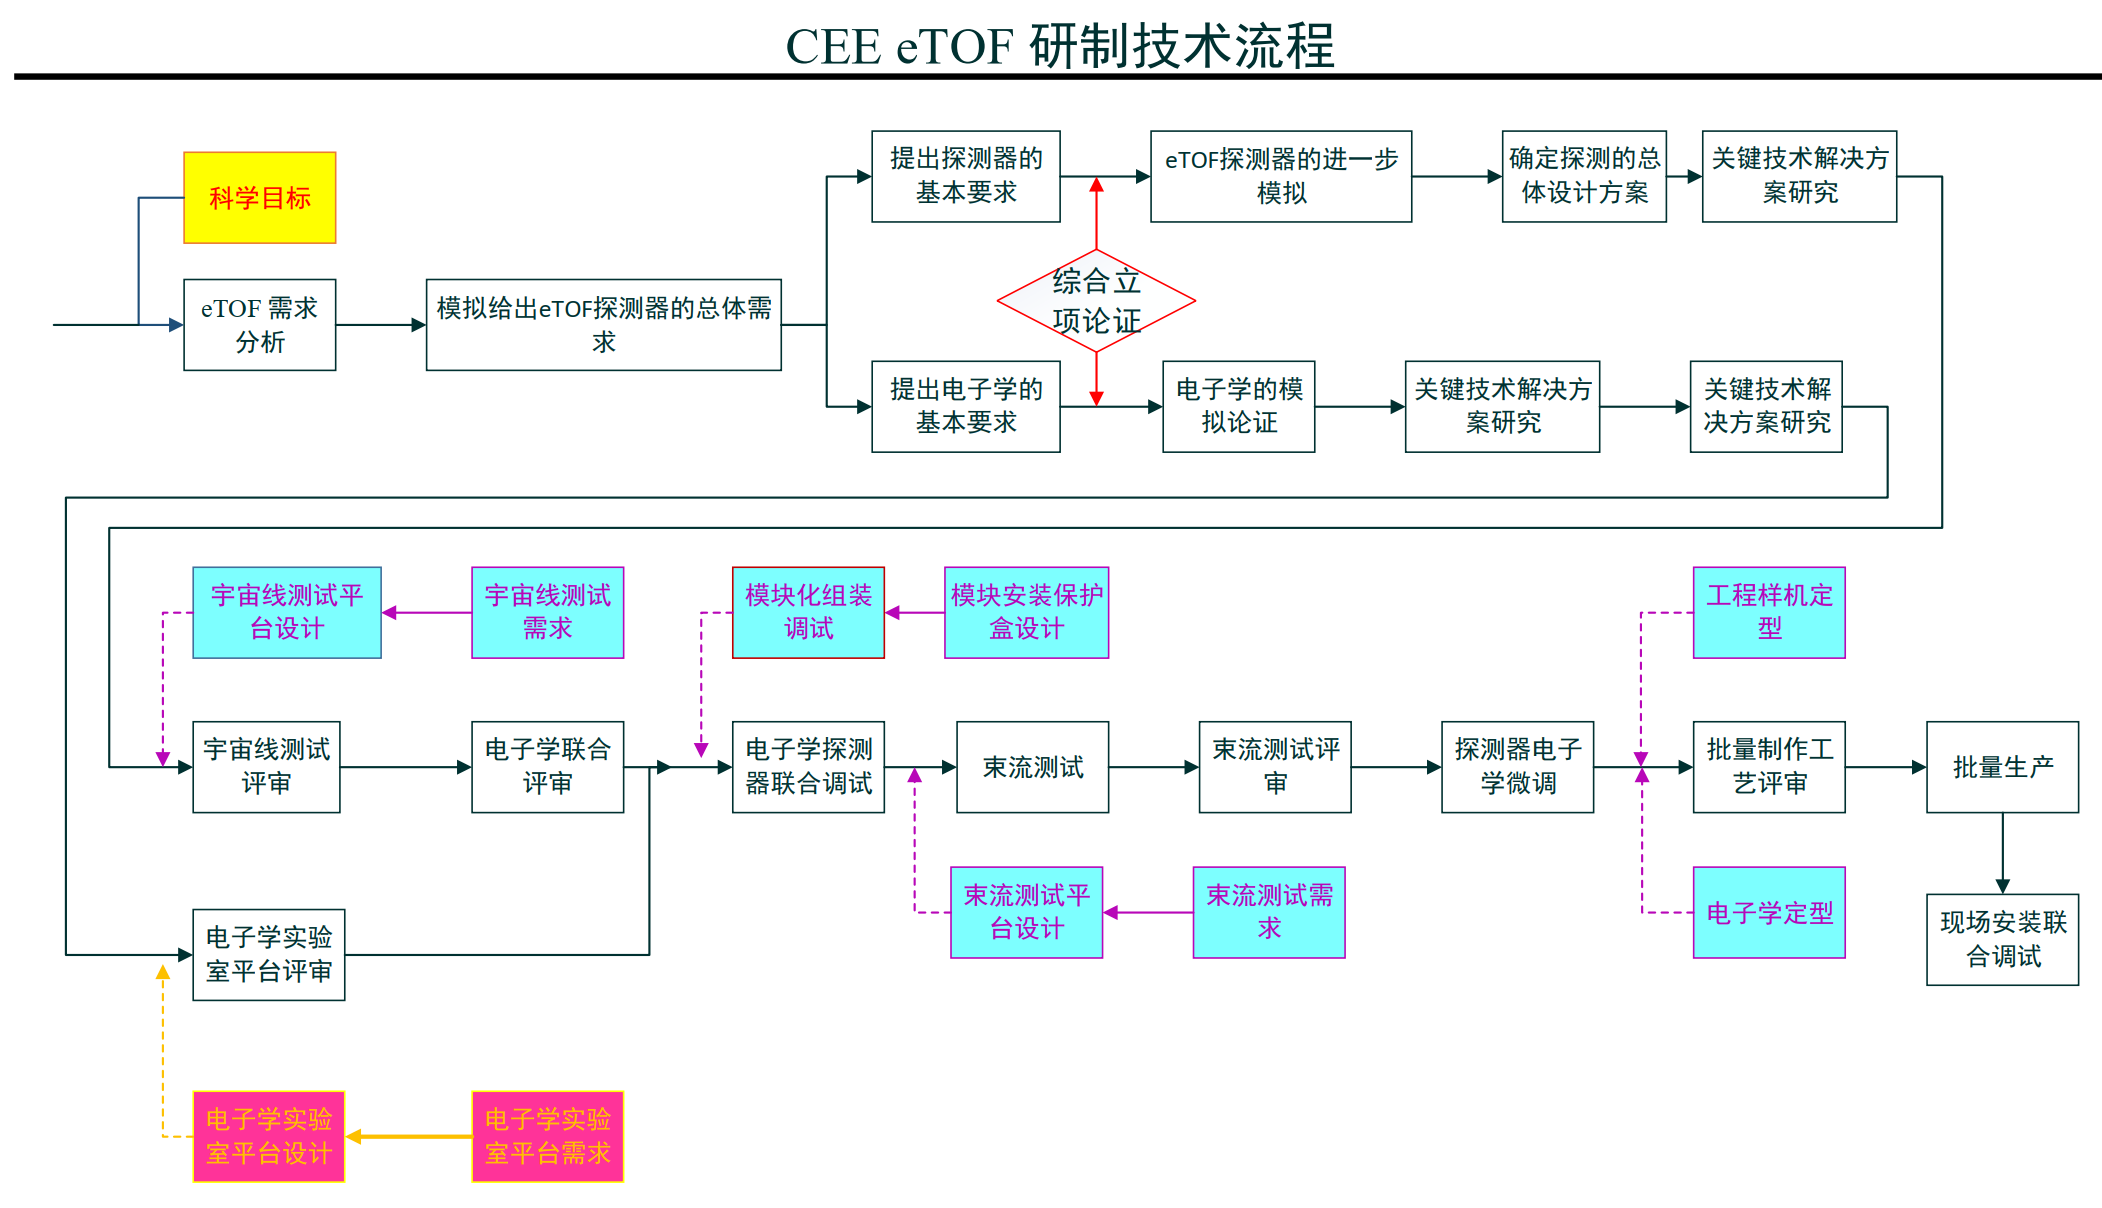 CEE eTOF 研制技术流程
科学目标
提出探测器的
基本要求
eTOF探测器的进一步
模拟
确定探测的总
体设计方案
关键技术解决方
案研究
eTOF 需求
分析
模拟给出eTOF探测器的总体需
求
综合立
项论证
提出电子学的
基本要求
电子学的模
拟论证
关键技术解决方
案研究
关键技术解
决方案研究
宇宙线测试平
台设计
宇宙线测试
需求
模块化组装
调试
模块安装保护
盒设计
工程样机定
型
宇宙线测试
评审
电子学联合
评审
电子学探测
器联合调试
束流测试
束流测试评
审
探测器电子
学微调
批量制作工
艺评审
批量生产
束流测试平
台设计
束流测试需
求
电子学定型
电子学实验
室平台评审
现场安装联
合调试
电子学实验
室平台设计
电子学实验
室平台需求